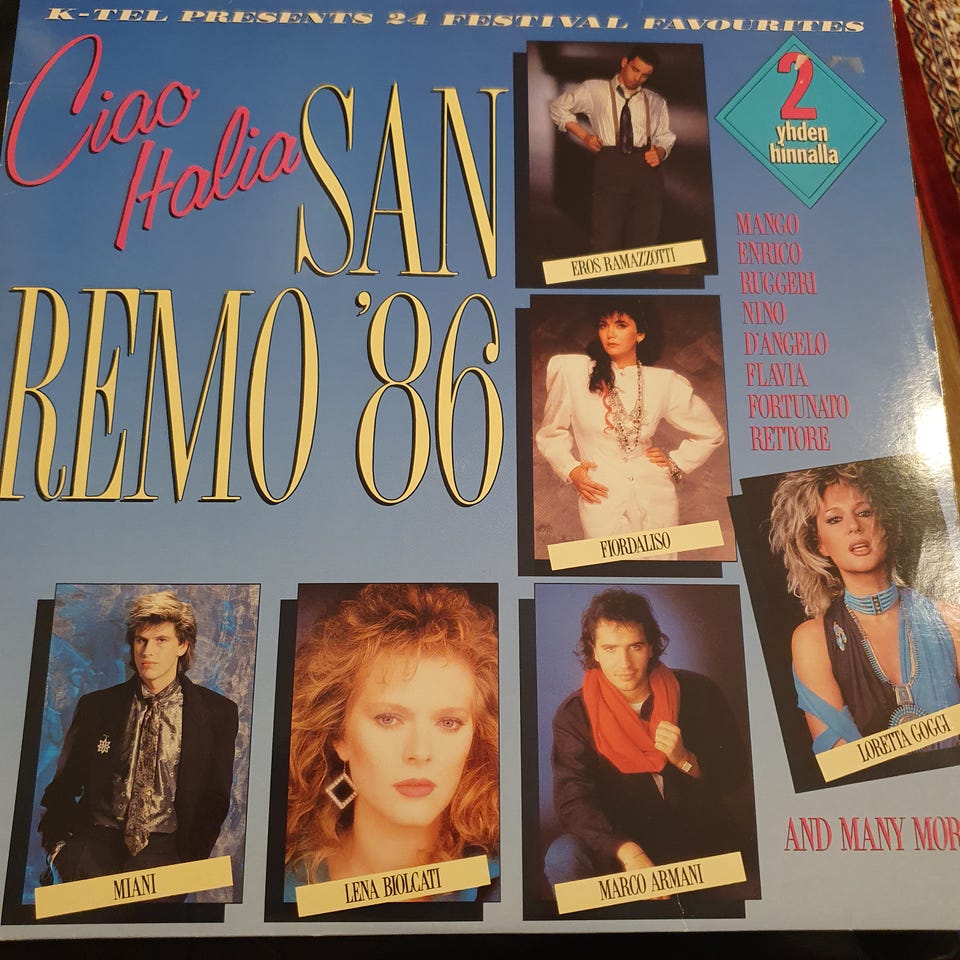 K-TEL PRESENTS 24 FESTIVAL FAVOURITES
Ciao
Italia
SAN
REMO '86
2
yhden
hinnalla
EROS RAMAZZOTTI
MANGO
ENRICO
RUGGERI
NINO
D'ANGELO
FLAVIA
FORTUNATO
RETTORE
FIORDALISO
LORETTA GOGGI
MIANI
LENA BIOLCATI
MARCO ARMANI
AND MANY MOR